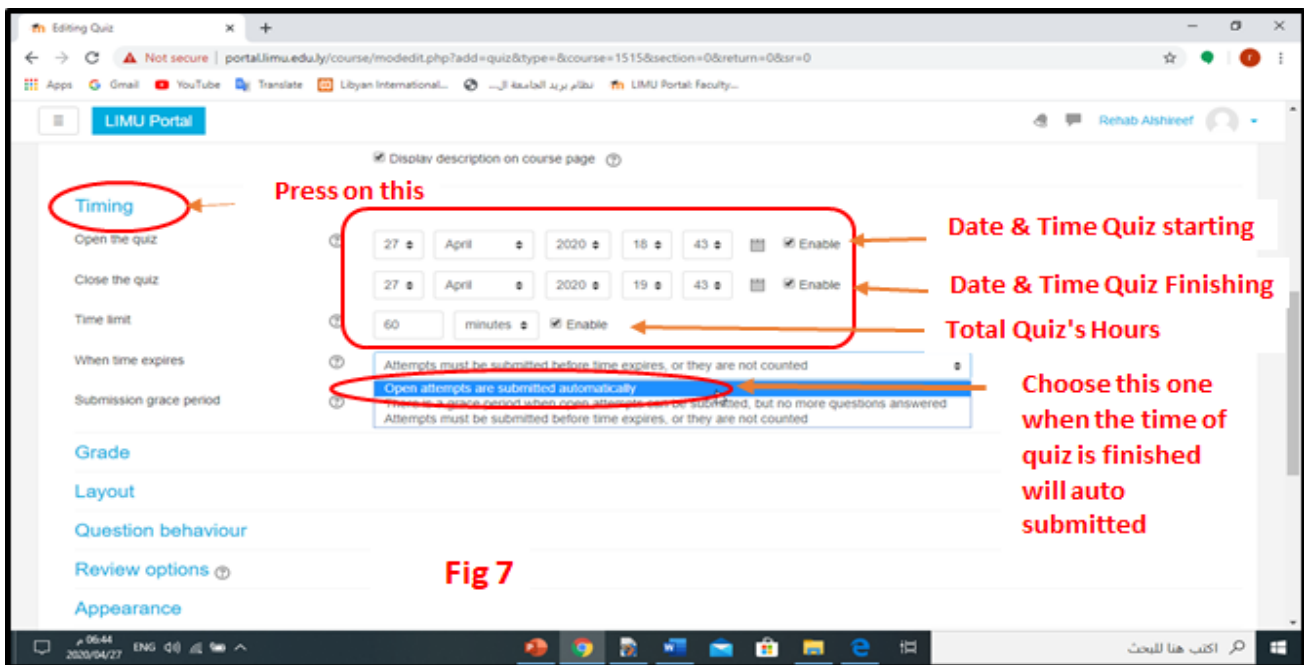 Editing Quiz
Not secure | portal.limu.edu.ly/course/modedit.php?add=quiz&type=&course=1515&section=0&return=0&sr=0
Apps Gmail YouTube Translate Libyan International... نظام بريد الجامعة ال... LIMU Portal: Faculty...
LIMU Portal Rehab Alshireef
Display description on course page
Press on this
Timing
Date & Time Quiz starting
Open the quiz 27 April 2020 18 43 Enable
Close the quiz 27 April 2020 19 43 Enable
Date & Time Quiz Finishing
Time limit 60 minutes Enable
Total Quiz's Hours
When time expires Attempts must be submitted before time expires, or they are not counted
Open attempts are submitted automatically
Submission grace period There is a grace period when open attempts can be submitted, but no more questions answered
Attempts must be submitted before time expires, or they are not counted
Choose this one
when the time of
quiz is finished
will auto
submitted
Grade
Layout
Question behaviour
Review options
Fig 7
Appearance
06:44 م
2020/04/27
ENG
اكتب هنا للبحث